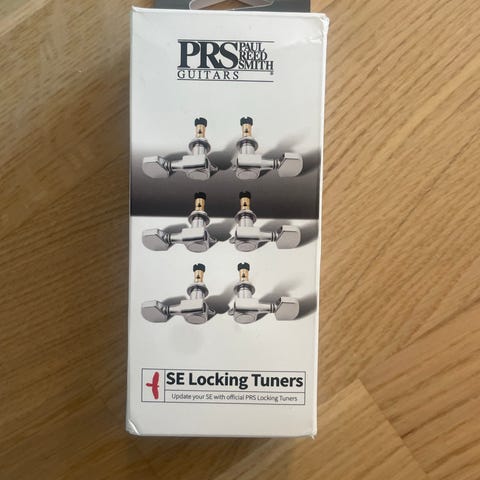 PRS PAUL
REED
SMITH
GUITARS
SE Locking Tuners
Update your SE with official PRS Locking Tuners